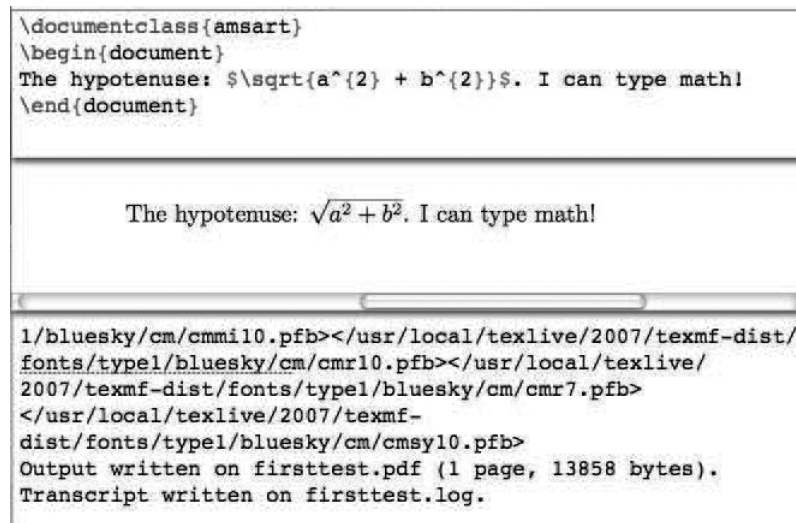 \documentclass{amsart}
\begin{document}
The hypotenuse: $\sqrt{a^{2} + b^{2}}$. I can type math!
\end{document}
The hypotenuse: √a² + b². I can type math!
1/bluesky/cm/cmmi10.pfb></usr/local/texlive/2007/texmf-dist/
fonts/type1/bluesky/cm/cmr10.pfb></usr/local/texlive/
2007/texmf-dist/fonts/type1/bluesky/cm/cmr7.pfb>
</usr/local/texlive/2007/texmf-
dist/fonts/type1/bluesky/cm/cmsy10.pfb>
Output written on firsttest.pdf (1 page, 13858 bytes).
Transcript written on firsttest.log.